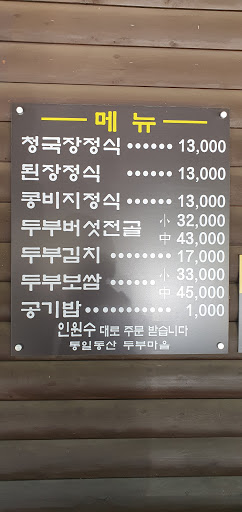 메 뉴
청국장정식 ······ 13,000
된장정식 ······ 13,000
콩비지정식 ······ 13,000
두부버섯전골 小 32,000
中 43,000
두부김치 ········ 17,000
두부보쌈 ······ 小 33,000
中 45,000
공기밥 ············ 1,000
인원수 대로 주문 받습니다
통일동산 두부마을